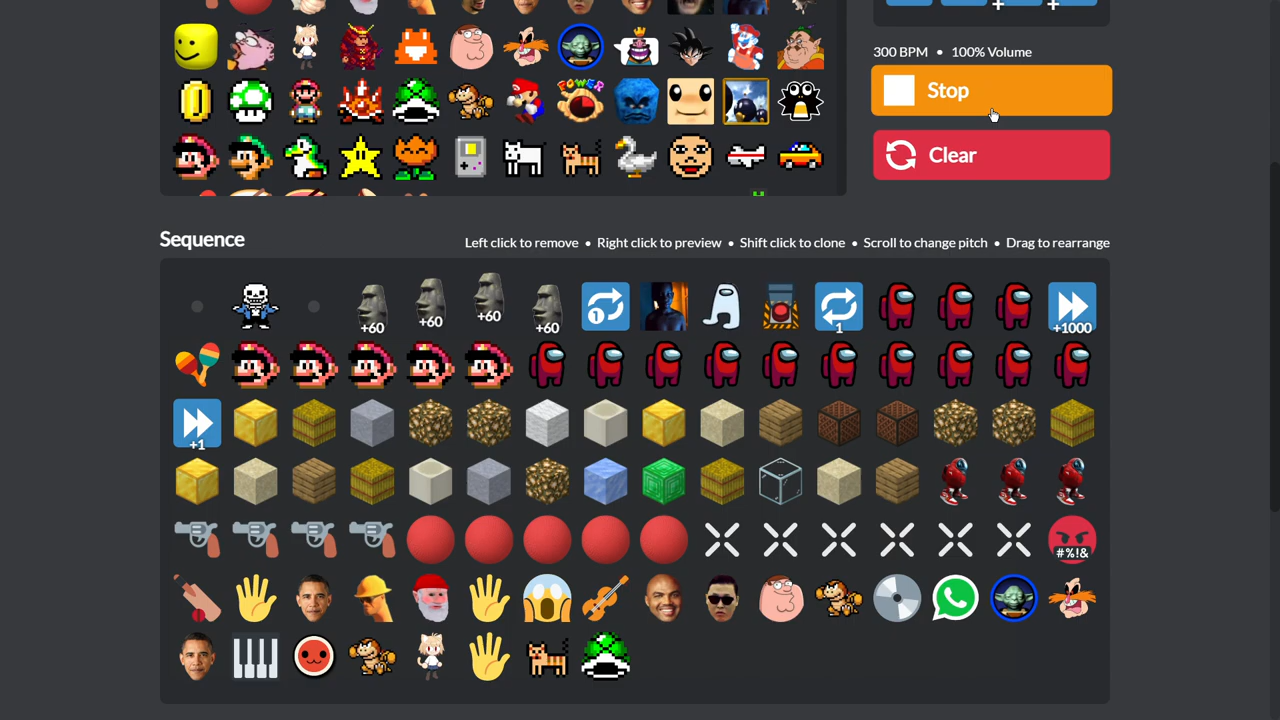 300 BPM • 100% Volume
POWER
Stop
Clear
Sequence
Left click to remove • Right click to preview • Shift click to clone • Scroll to change pitch • Drag to rearrange
+60
+60
+60
+60
1
1
+1000
+1
#%!&